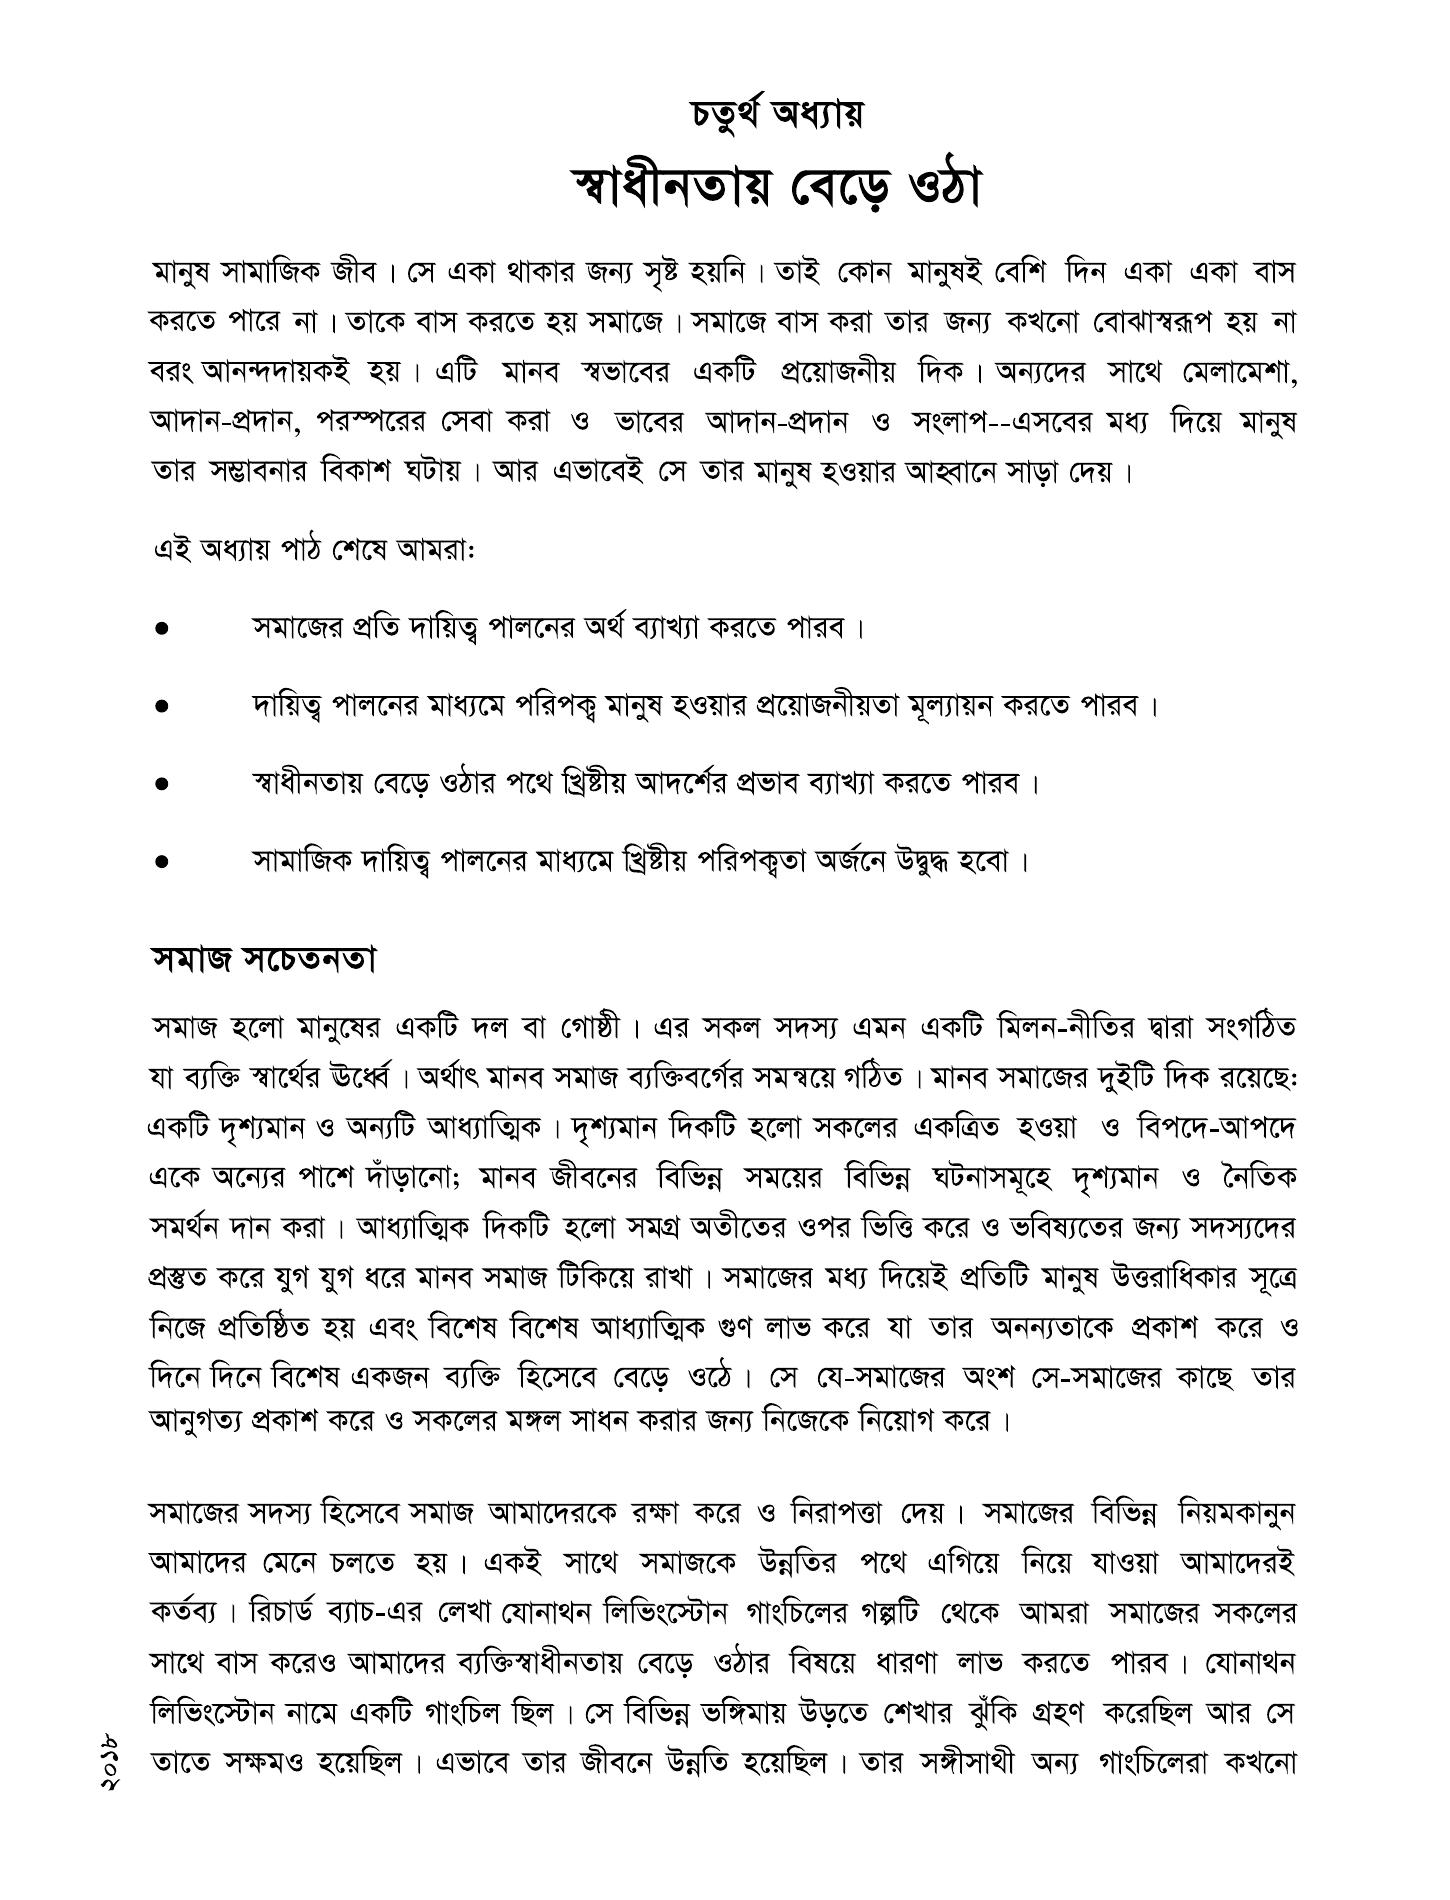 চতুর্থ অধ্যায়
স্বাধীনতায় বেড়ে ওঠা
মানুষ সামাজিক জীব। সে একা থাকার জন্য সৃষ্ট হয়নি। তাই কোন মানুষই বেশি দিন একা একা বাস
করতে পারে না। তাকে বাস করতে হয় সমাজে। সমাজে বাস করা তার জন্য কখনো বোঝাস্বরূপ হয় না
বরং আনন্দদায়কই হয়। এটি মানব স্বভাবের একটি প্রয়োজনীয় দিক। অন্যদের সাথে মেলামেশা,
আদান-প্রদান, পরস্পরের সেবা করা ও ভাবের আদান-প্রদান ও সংলাপ--এসবের মধ্য দিয়ে মানুষ
তার সম্ভাবনার বিকাশ ঘটায়। আর এভাবেই সে তার মানুষ হওয়ার আহ্বানে সাড়া দেয়।
এই অধ্যায় পাঠ শেষে আমরা:
● সমাজের প্রতি দায়িত্ব পালনের অর্থ ব্যাখ্যা করতে পারব।
● দায়িত্ব পালনের মাধ্যমে পরিপক্ব মানুষ হওয়ার প্রয়োজনীয়তা মূল্যায়ন করতে পারব।
● স্বাধীনতায় বেড়ে ওঠার পথে খ্রিষ্টীয় আদর্শের প্রভাব ব্যাখ্যা করতে পারব।
● সামাজিক দায়িত্ব পালনের মাধ্যমে খ্রিষ্টীয় পরিপক্বতা অর্জনে উদ্বুদ্ধ হবো।
সমাজ সচেতনতা
সমাজ হলো মানুষের একটি দল বা গোষ্ঠী। এর সকল সদস্য এমন একটি মিলন-নীতির দ্বারা সংগঠিত
যা ব্যক্তি স্বার্থের ঊর্ধ্বে। অর্থাৎ মানব সমাজ ব্যক্তিবর্গের সমন্বয়ে গঠিত। মানব সমাজের দুইটি দিক রয়েছে:
একটি দৃশ্যমান ও অন্যটি আধ্যাত্মিক। দৃশ্যমান দিকটি হলো সকলের একত্রিত হওয়া ও বিপদে-আপদে
একে অন্যের পাশে দাঁড়ানো; মানব জীবনের বিভিন্ন সময়ের বিভিন্ন ঘটনাসমূহে দৃশ্যমান ও নৈতিক
সমর্থন দান করা। আধ্যাত্মিক দিকটি হলো সমগ্র অতীতের ওপর ভিত্তি করে ও ভবিষ্যতের জন্য সদস্যদের
প্রস্তুত করে যুগ যুগ ধরে মানব সমাজ টিকিয়ে রাখা। সমাজের মধ্য দিয়েই প্রতিটি মানুষ উত্তরাধিকার সূত্রে
নিজে প্রতিষ্ঠিত হয় এবং বিশেষ বিশেষ আধ্যাত্মিক গুণ লাভ করে যা তার অনন্যতাকে প্রকাশ করে ও
দিনে দিনে বিশেষ একজন ব্যক্তি হিসেবে বেড়ে ওঠে। সে যে-সমাজের অংশ সে-সমাজের কাছে তার
আনুগত্য প্রকাশ করে ও সকলের মঙ্গল সাধন করার জন্য নিজেকে নিয়োগ করে।
সমাজের সদস্য হিসেবে সমাজ আমাদেরকে রক্ষা করে ও নিরাপত্তা দেয়। সমাজের বিভিন্ন নিয়মকানুন
আমাদের মেনে চলতে হয়। একই সাথে সমাজকে উন্নতির পথে এগিয়ে নিয়ে যাওয়া আমাদেরই
কর্তব্য। রিচার্ড ব্যাচ-এর লেখা যোনাথন লিভিংস্টোন গাংচিলের গল্পটি থেকে আমরা সমাজের সকলের
সাথে বাস করেও আমাদের ব্যক্তিস্বাধীনতায় বেড়ে ওঠার বিষয়ে ধারণা লাভ করতে পারব। যোনাথন
লিভিংস্টোন নামে একটি গাংচিল ছিল। সে বিভিন্ন ভঙ্গিমায় উড়তে শেখার ঝুঁকি গ্রহণ করেছিল আর সে
তাতে সক্ষমও হয়েছিল। এভাবে তার জীবনে উন্নতি হয়েছিল। তার সঙ্গীসাথী অন্য গাংচিলেরা কখনো
২০১৮